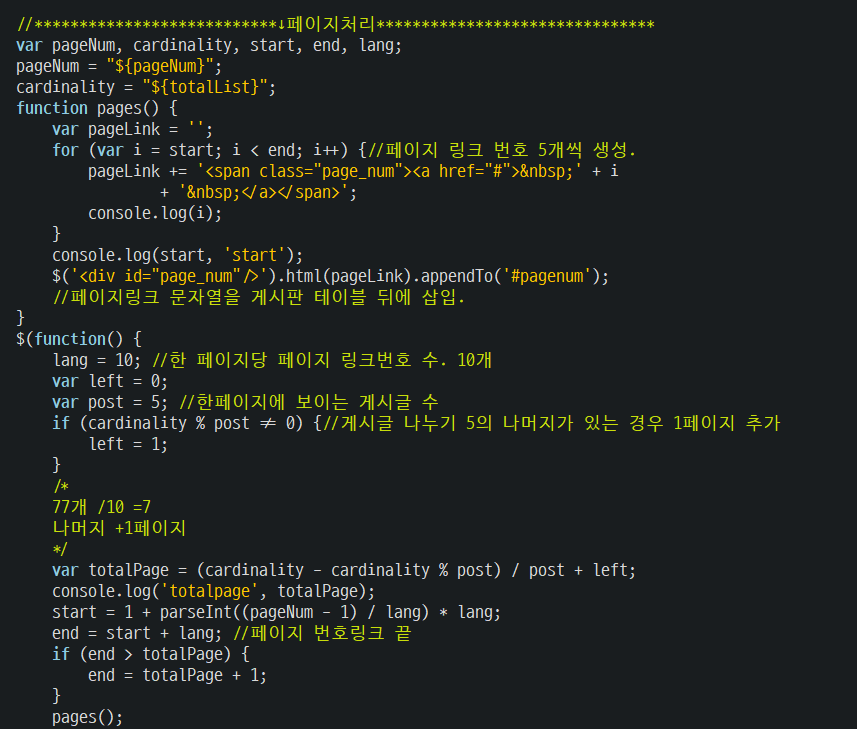 //***************************↓페이지처리*******************************
var pageNum, cardinality, start, end, lang;
pageNum = "${pageNum}";
cardinality = "${totalList}";
function pages() {
    var pageLink = '';
    for (var i = start; i < end; i++) {//페이지 링크 번호 5개씩 생성.
        pageLink += '<span class="page_num"><a href="#">&nbsp;' + i
                + '&nbsp;</a></span>';
        console.log(i);
    }
    console.log(start, 'start');
    $('<div id="page_num"/>').html(pageLink).appendTo('#pagenum');
    //페이지링크 문자열을 게시판 테이블 뒤에 삽입.
}
$(function() {
    lang = 10; //한 페이지당 페이지 링크번호 수. 10개
    var left = 0;
    var post = 5; //한페이지에 보이는 게시글 수
    if (cardinality % post != 0) {//게시글 나누기 5의 나머지가 있는 경우 1페이지 추가
        left = 1;
    }
    /*
    77개 /10 =7
    나머지 +1페이지
    */
    var totalPage = (cardinality - cardinality % post) / post + left;
    console.log('totalpage', totalPage);
    start = 1 + parseInt((pageNum - 1) / lang) * lang;
    end = start + lang; //페이지 번호링크 끝
    if (end > totalPage) {
        end = totalPage + 1;
    }
    pages();